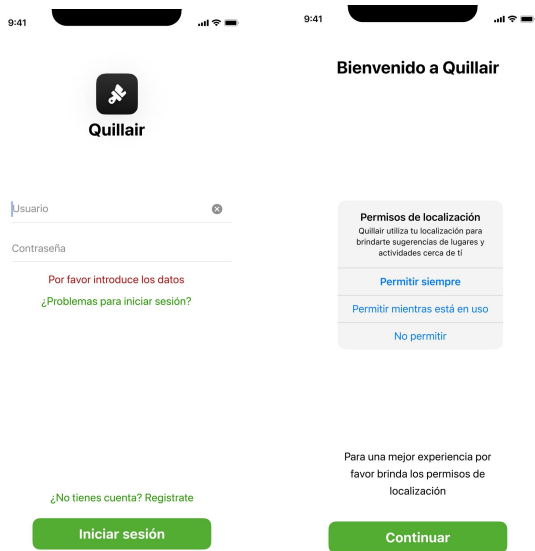 9:41
Quillair
Usuario
Contraseña
Por favor introduce los datos
¿Problemas para iniciar sesión?
¿No tienes cuenta? Registrate
Iniciar sesión
9:41
Bienvenido a Quillair
Permisos de localización
Quillair utiliza tu localización para
brindarte sugerencias de lugares y
actividades cerca de tí
Permitir siempre
Permitir mientras está en uso
No permitir
Para una mejor experiencia por
favor brinda los permisos de
localización
Continuar